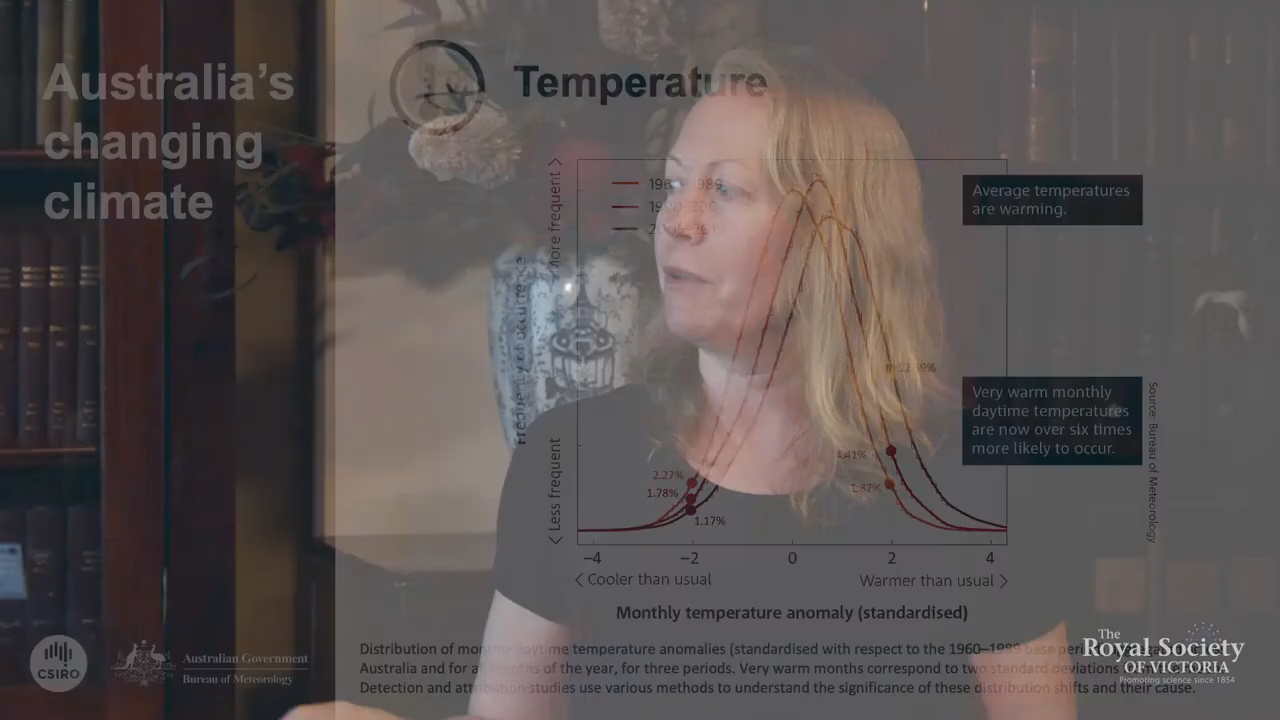 Australia's
changing
climate
Temperature
< Less frequent
More frequent >
Frequency of occurrence
Average temperatures
are warming.
12.19%
Very warm monthly
daytime temperatures
are now over six times
more likely to occur.
4.41%
1.87%
2.27%
1.78%
1.17%
−4 −2 0 2 4
< Cooler than usual Warmer than usual >
Monthly temperature anomaly (standardised)
Source: Bureau of Meteorology
Distribution of monthly daytime temperature anomalies (standardised with respect to the 1960–1989 base
Australia and for all months of the year, for three periods. Very warm months correspond to two standard deviations
Detection and attribution studies use various methods to understand the significance of these distribution shifts and their cause.
CSIRO
Australian Government
Bureau of Meteorology
The
Royal Society
OF VICTORIA
Promoting science since 1854